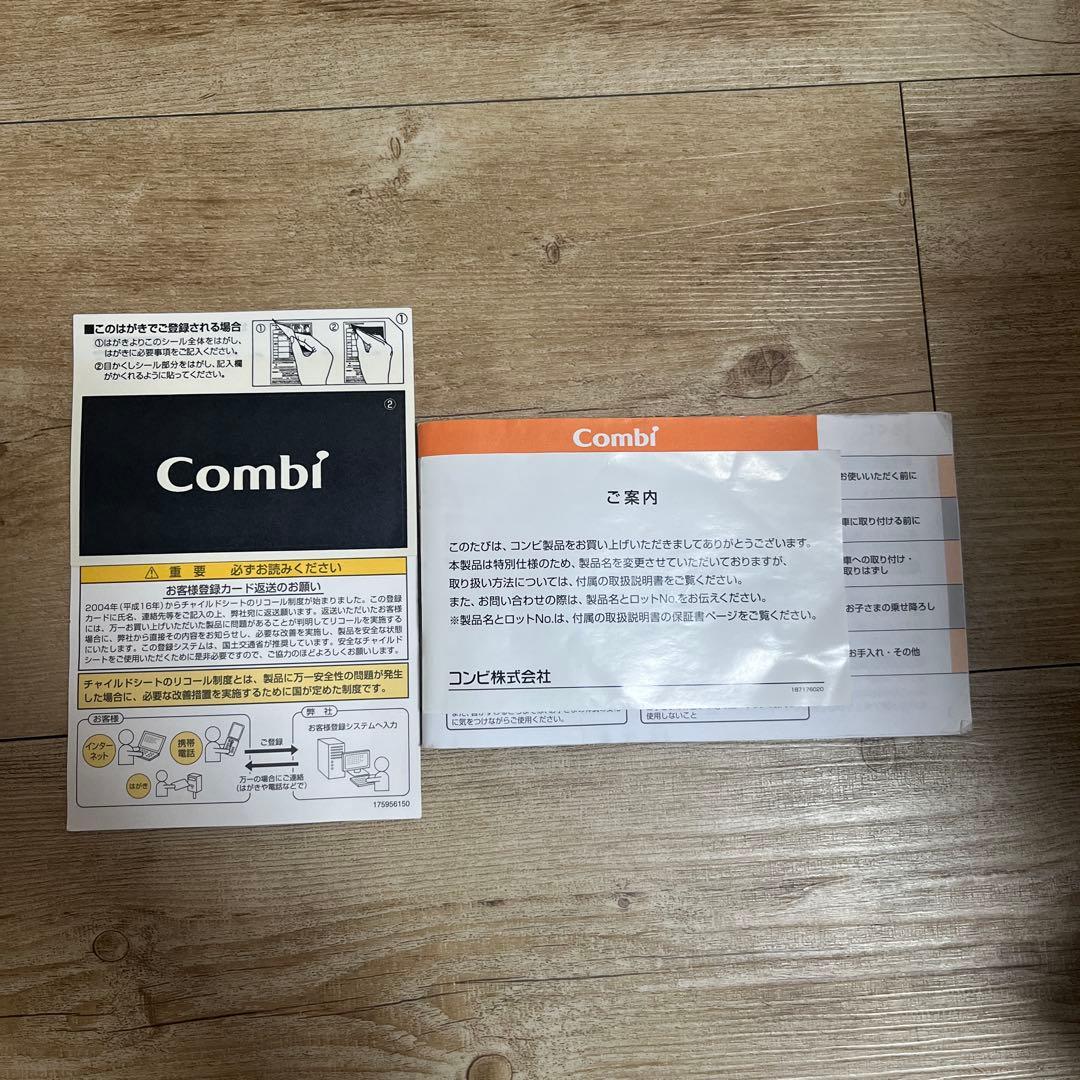 ■このはがきでご登録される場合
①はがきよりこのシール全体をはがし、
はがきに必要事項をご記入ください。
②目かくしシール部分をはがし、記入欄
がかくれるように貼ってください。
①
②
①
②
Combi
⚠ 重要 必ずお読みください
お客様登録カード返送のお願い
2004年(平成16年)からチャイルドシートのリコール制度が始まりました。この登録
カードに氏名、連絡先等をご記入の上、弊社宛に返送願います。返送いただいたお客様
には、万一お買い上げいただいた製品に問題があることが判明してリコールを実施する
場合に、弊社から直接その内容をお知らせし、必要な改善を実施し、製品を安全な状態
にいたします。この登録システムは、国土交通省が推奨しています。安全なチャイルド
シートをご使用いただくために是非必要ですので、ご協力のほどよろしくお願いします。
チャイルドシートのリコール制度とは、製品に万一安全性の問題が発生
した場合に、必要な改善措置を実施するために国が定めた制度です。
お客様
インター
ネット
携帯
電話
はがき
ご登録
万一の場合にご連絡
(はがきや電話などで)
弊社
お客様登録システムへ入力
175956150
Combi
ご案内
このたびは、コンビ製品をお買い上げいただきましてありがとうございます。
本製品は特別仕様のため、製品名を変更させていただいておりますが、
取り扱い方法については、付属の取扱説明書をご覧ください。
また、お問い合わせの際は、製品名とロットNo.をお伝えください。
※製品名とロットNo.は、付属の取扱説明書の保証書ページをご覧ください。
コンビ株式会社
187176020
お使いいただく前に
車に取り付ける前に
車への取り付け・
取りはずし
お子さまの乗せ降ろし
お手入れ・その他
に気をつけながらご使用ください。
使用しないこと